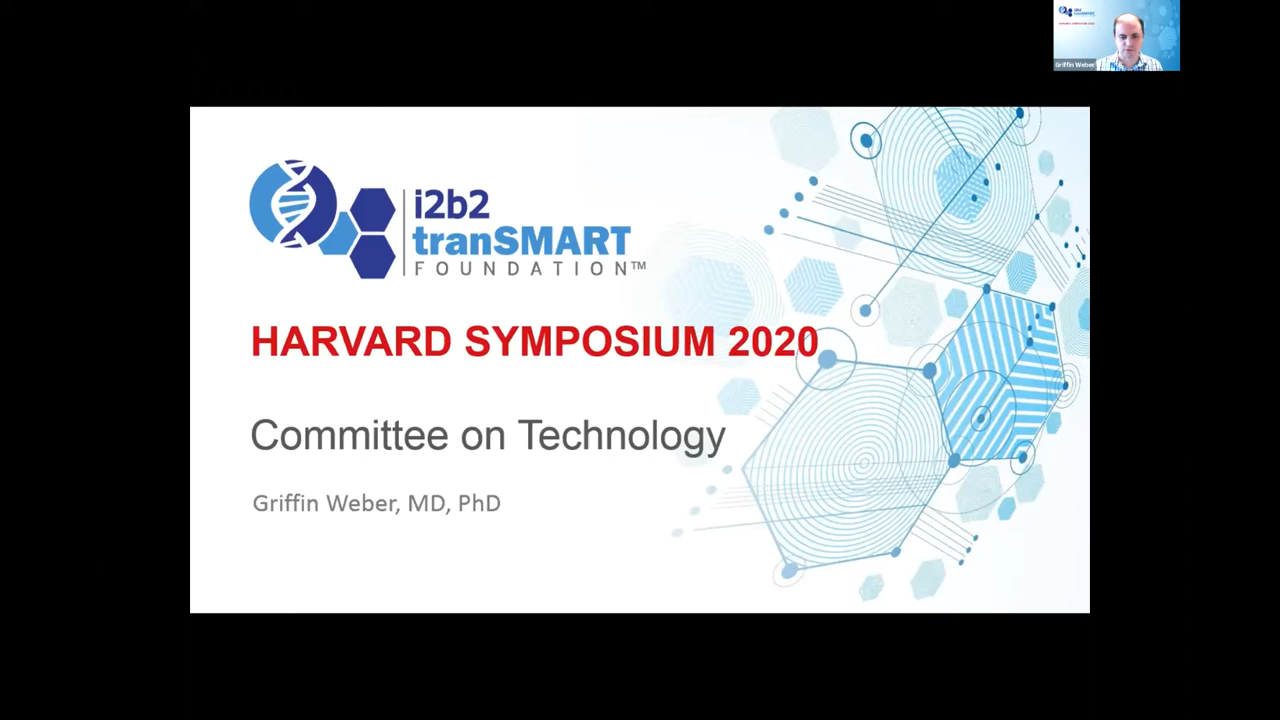 Griffin Weber
i2b2
tranSMART
FOUNDATION™
HARVARD SYMPOSIUM 2020
Committee on Technology
Griffin Weber, MD, PhD